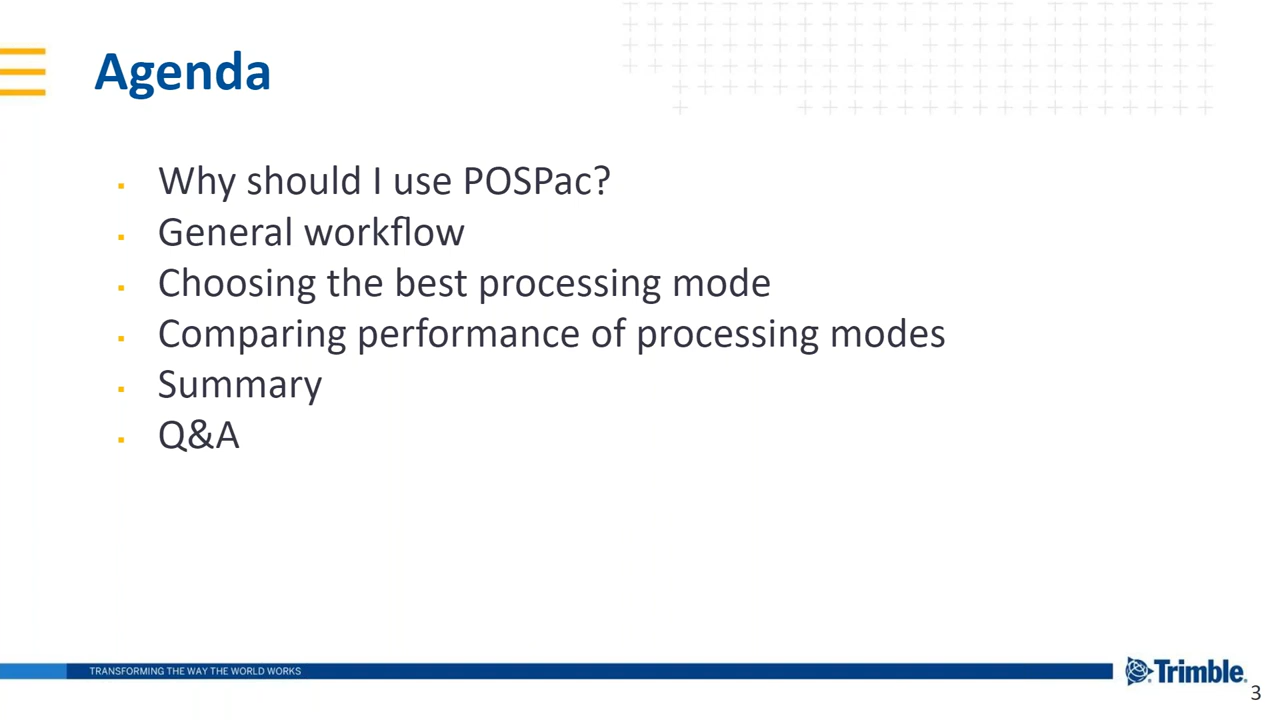 Agenda
Why should I use POSPac?
General workflow
Choosing the best processing mode
Comparing performance of processing modes
Summary
Q&A
TRANSFORMING THE WAY THE WORLD WORKS
Trimble
3